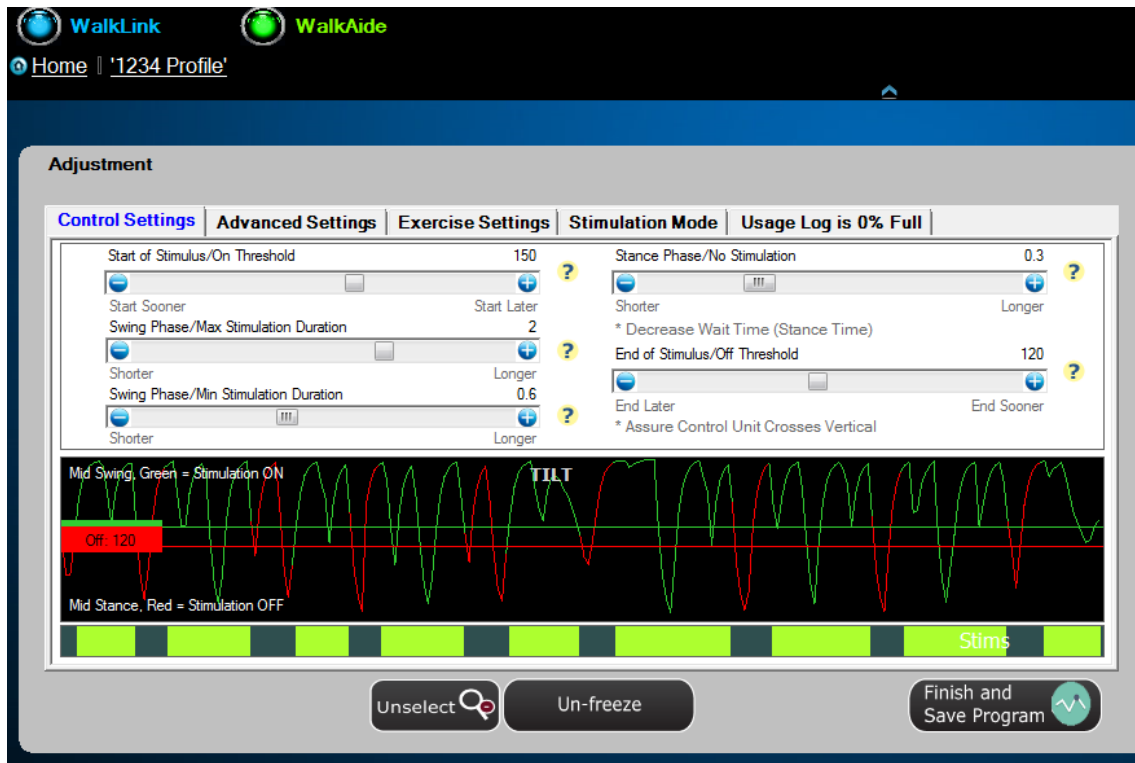 WalkLink WalkAide
Home '1234 Profile'
Adjustment
Control Settings Advanced Settings Exercise Settings Stimulation Mode Usage Log is 0% Full
Start of Stimulus/On Threshold 150 ?
Start Sooner Start Later
Swing Phase/Max Stimulation Duration 2 ?
Shorter Longer
Swing Phase/Min Stimulation Duration 0.6 ?
Shorter Longer
Stance Phase/No Stimulation 0.3 ?
Shorter Longer
* Decrease Wait Time (Stance Time)
End of Stimulus/Off Threshold 120 ?
End Later End Sooner
* Assure Control Unit Crosses Vertical
Mid Swing, Green = Stimulation ON TILT
Off: 120
Mid Stance, Red = Stimulation OFF
Stims
Unselect Un-freeze
Finish and
Save Program